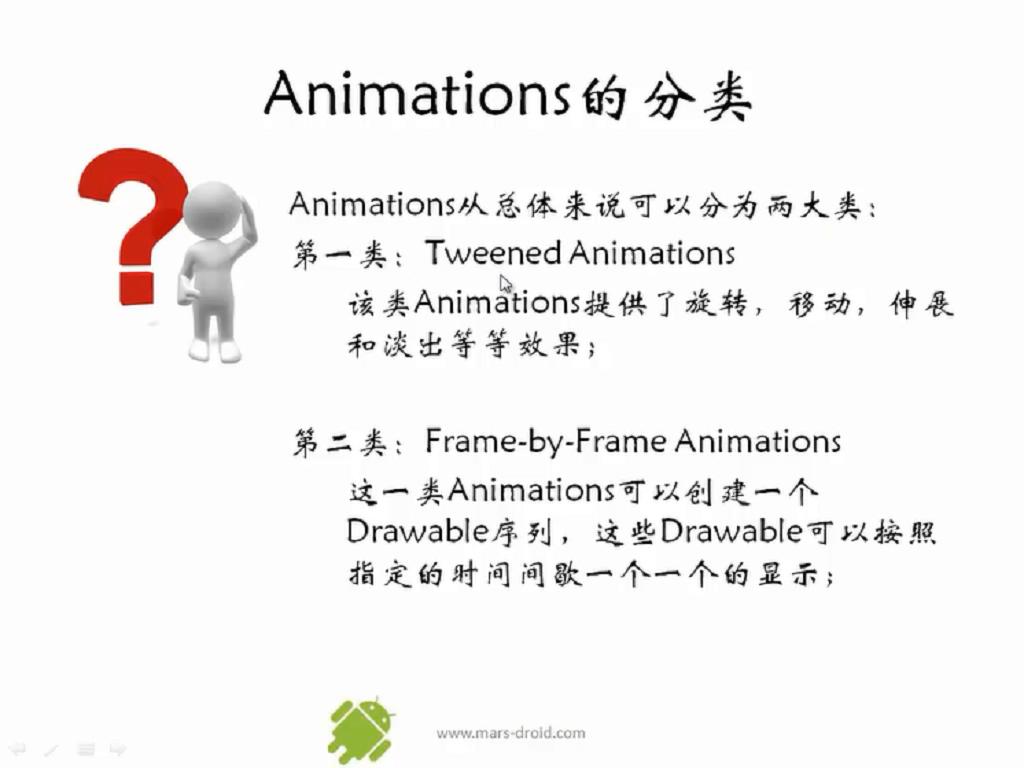 Animations的分类
Animations从总体来说可以分为两大类：
第一类：Tweened Animations
该类Animations提供了旋转，移动，伸展
和淡出等等效果；
第二类：Frame-by-Frame Animations
这一类Animations可以创建一个
Drawable序列，这些Drawable可以按照
指定的时间间歇一个一个的显示；
www.mars-droid.com